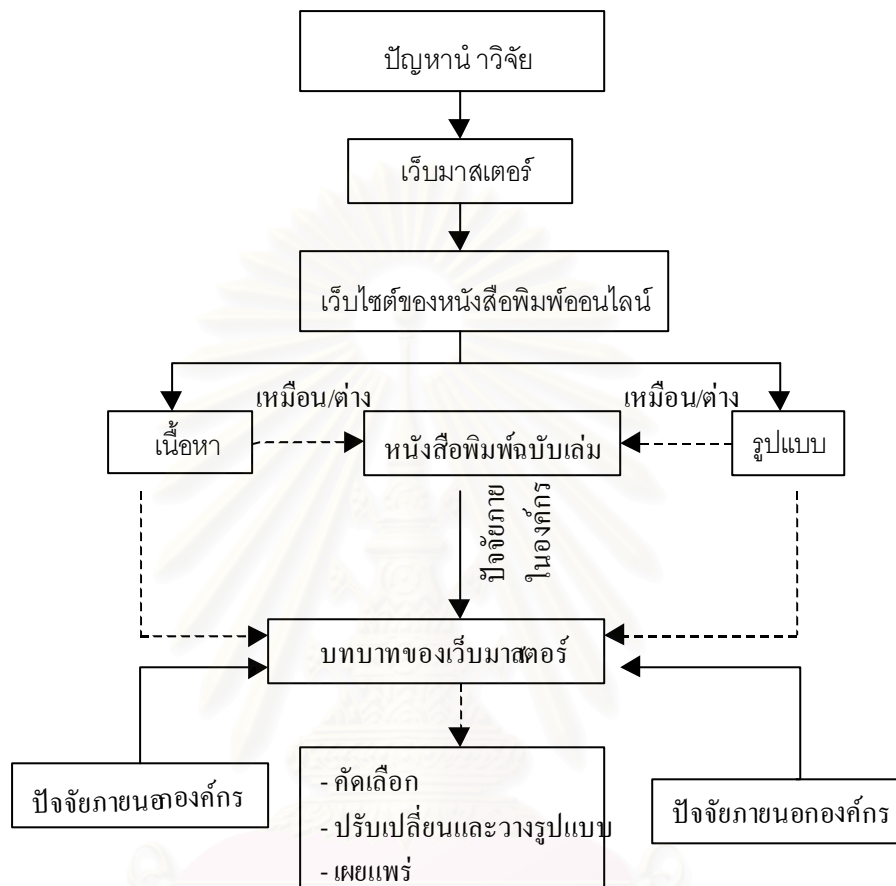 ปัญหานำวิจัย
เว็บมาสเตอร์
เว็บไซต์ของหนังสือพิมพ์ออนไลน์
เหมือน/ต่าง
เหมือน/ต่าง
เนื้อหา
หนังสือพิมพ์ฉบับเล่ม
รูปแบบ
ปัจจัยภาย
ในองค์กร
บทบาทของเว็บมาสเตอร์
ปัจจัยภายนอกองค์กร
- คัดเลือก
- ปรับเปลี่ยนและวางรูปแบบ
- เผยแพร่
ปัจจัยภายนอกองค์กร